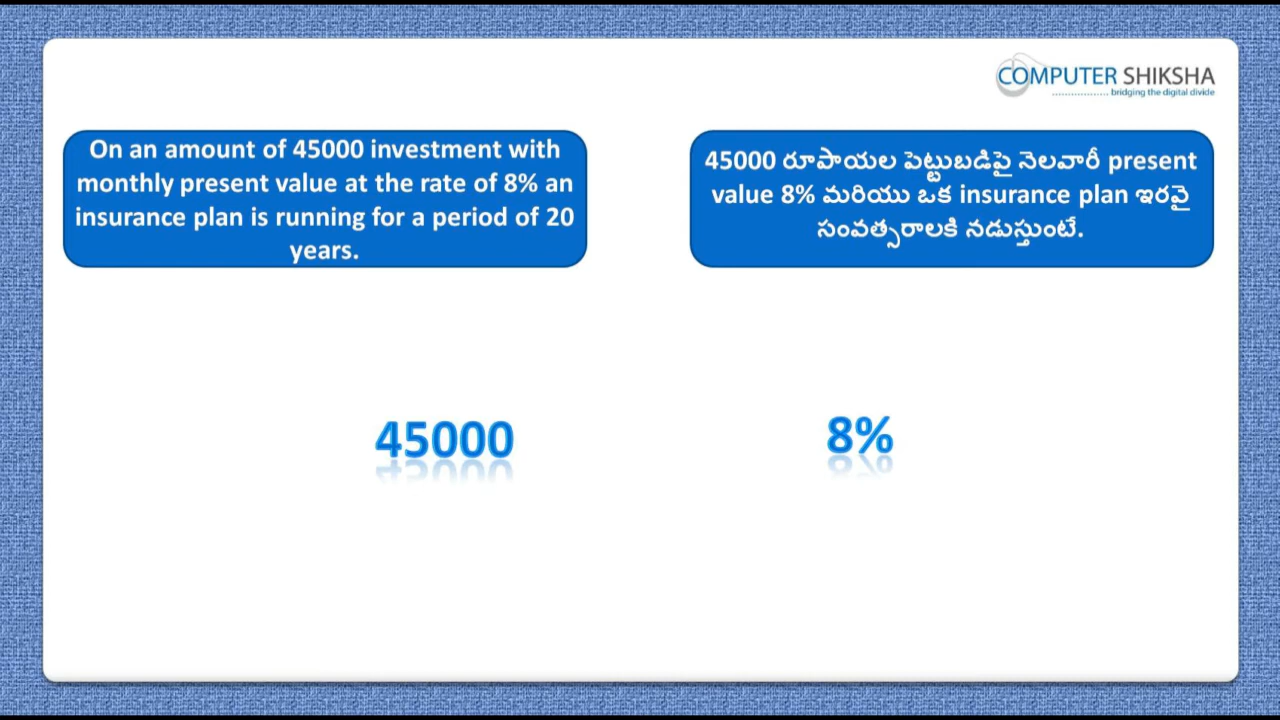 COMPUTER SHIKSHA
bridging the digital divide
On an amount of 45000 investment with
monthly present value at the rate of 8% an
insurance plan is running for a period of 20
years.
45000 రూపాయల పెట్టుబడిపై నెలవారీ present
value 8% మరియు ఒక insurance plan ఇరవై
సంవత్సరాలకి నడుస్తుంటే.
45000
8%